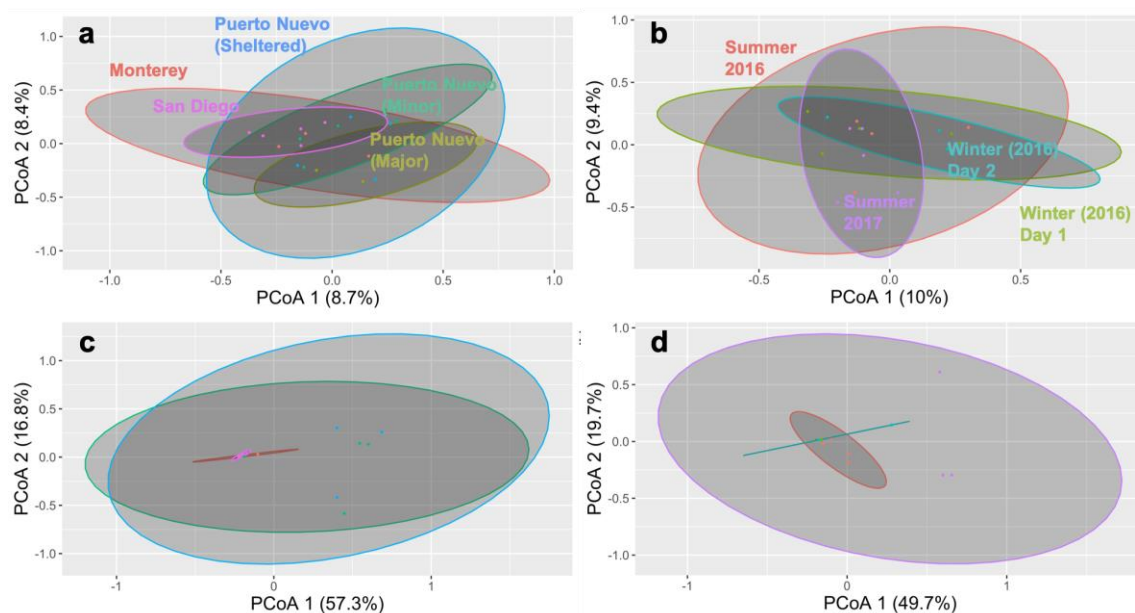 a
Puerto Nuevo
(Sheltered)
Monterey
San Diego
Puerto Nuevo
(Minor)
Puerto Nuevo
(Major)
PCoA 2 (8.4%)
1.0
0.5
0.0
-0.5
-1.0
-1.0
-0.5
0.0
0.5
1.0
PCoA 1 (8.7%)
b
Summer
2016
Winter (2016)
Day 2
Summer
2017
Winter (2016)
Day 1
PCoA 2 (9.4%)
1.0
0.5
0.0
-0.5
-0.5
0.0
0.5
PCoA 1 (10%)
c
PCoA 2 (16.8%)
1.0
0.5
0.0
-0.5
-1.0
-1
0
1
PCoA 1 (57.3%)
d
PCoA 2 (19.7%)
1.0
0.5
0.0
-0.5
-1.0
-1
0
1
PCoA 1 (49.7%)